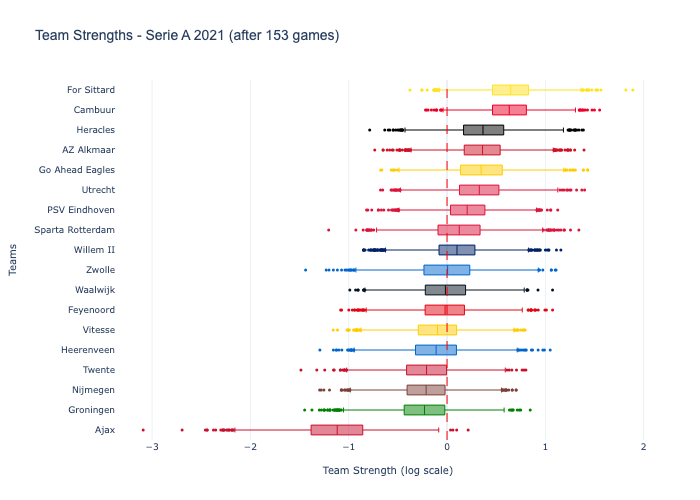 Team Strengths - Serie A 2021 (after 153 games)
For Sittard
Cambuur
Heracles
AZ Alkmaar
Go Ahead Eagles
Utrecht
PSV Eindhoven
Sparta Rotterdam
Willem II
Zwolle
Waalwijk
Feyenoord
Vitesse
Heerenveen
Twente
Nijmegen
Groningen
Ajax
Teams
−3 −2 −1 0 1 2
Team Strength (log scale)